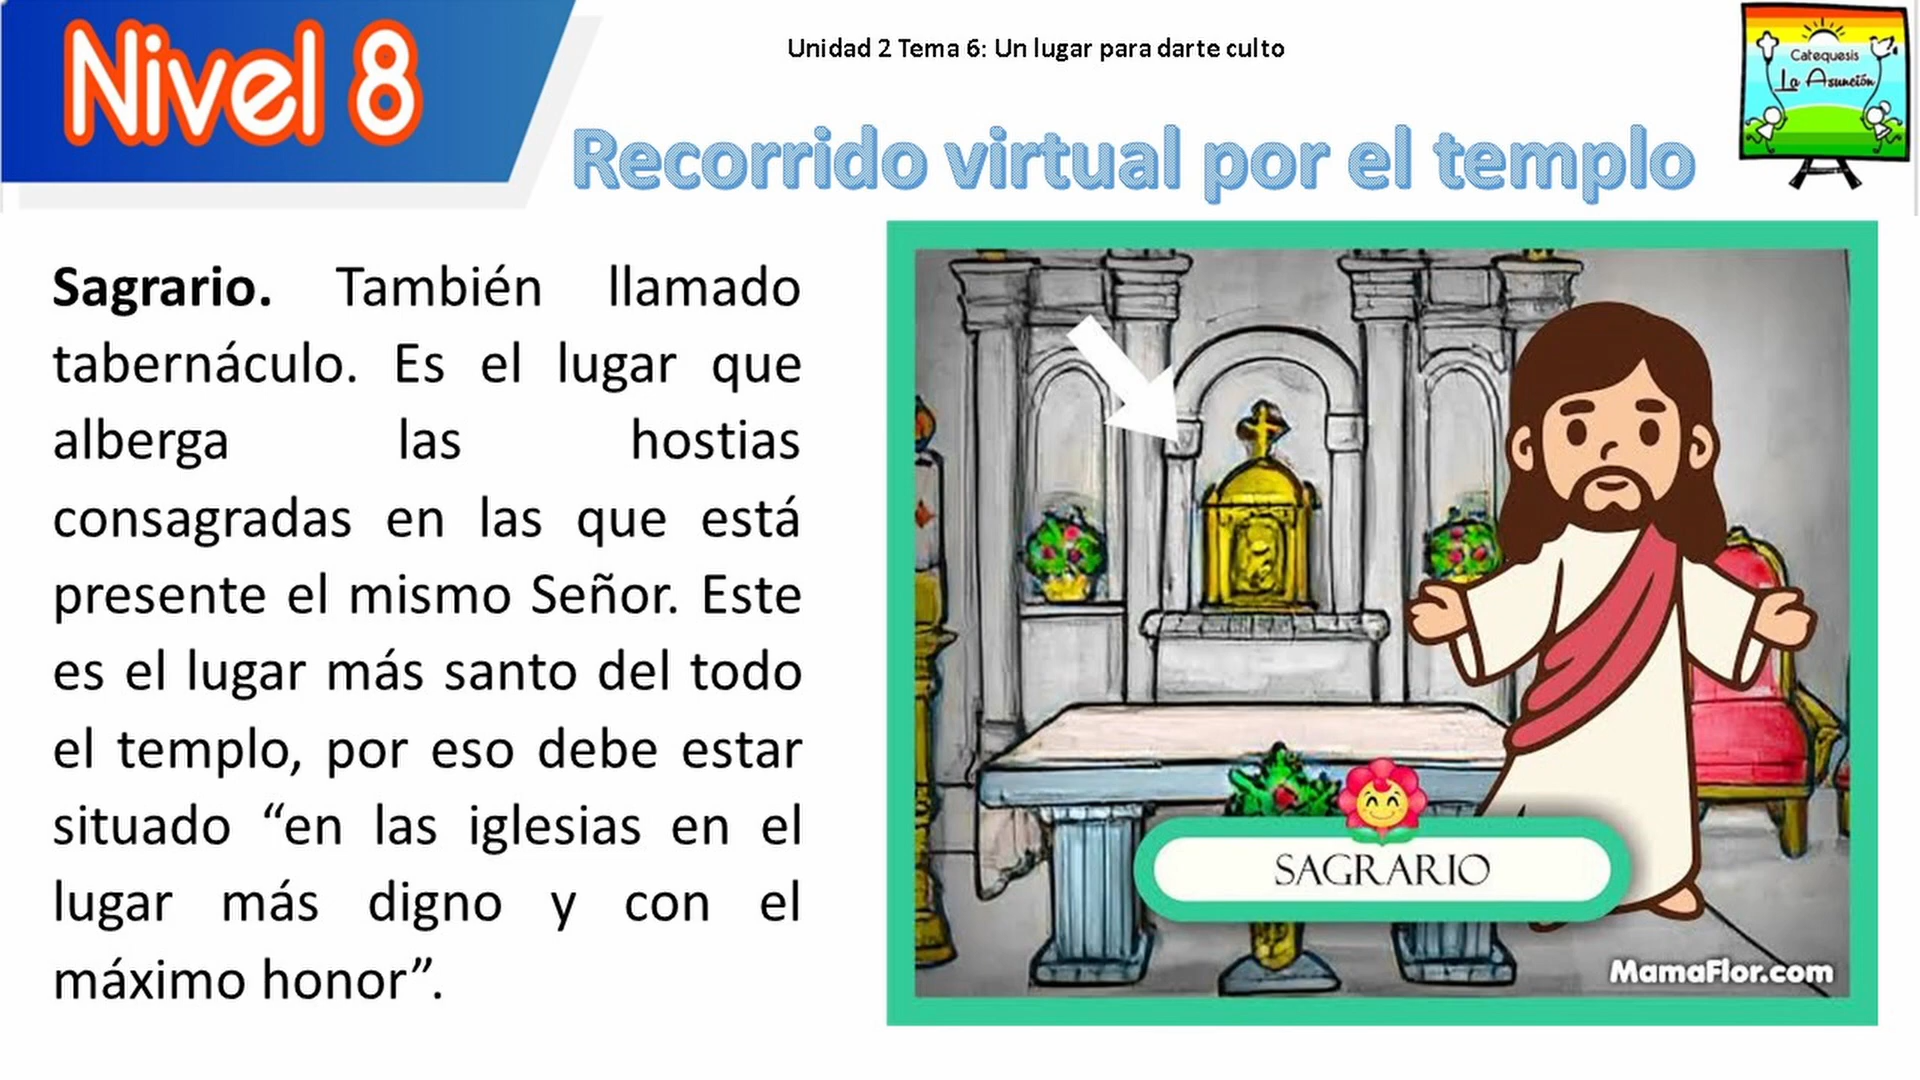 Nivel 8
Unidad 2 Tema 6: Un lugar para darte culto
Catequesis
La Asunción
Recorrido virtual por el templo
Sagrario. También llamado
tabernáculo. Es el lugar que
alberga las hostias
consagradas en las que está
presente el mismo Señor. Este
es el lugar más santo del todo
el templo, por eso debe estar
situado “en las iglesias en el
lugar más digno y con el
máximo honor”.
SAGRARIO
MamaFlor.com